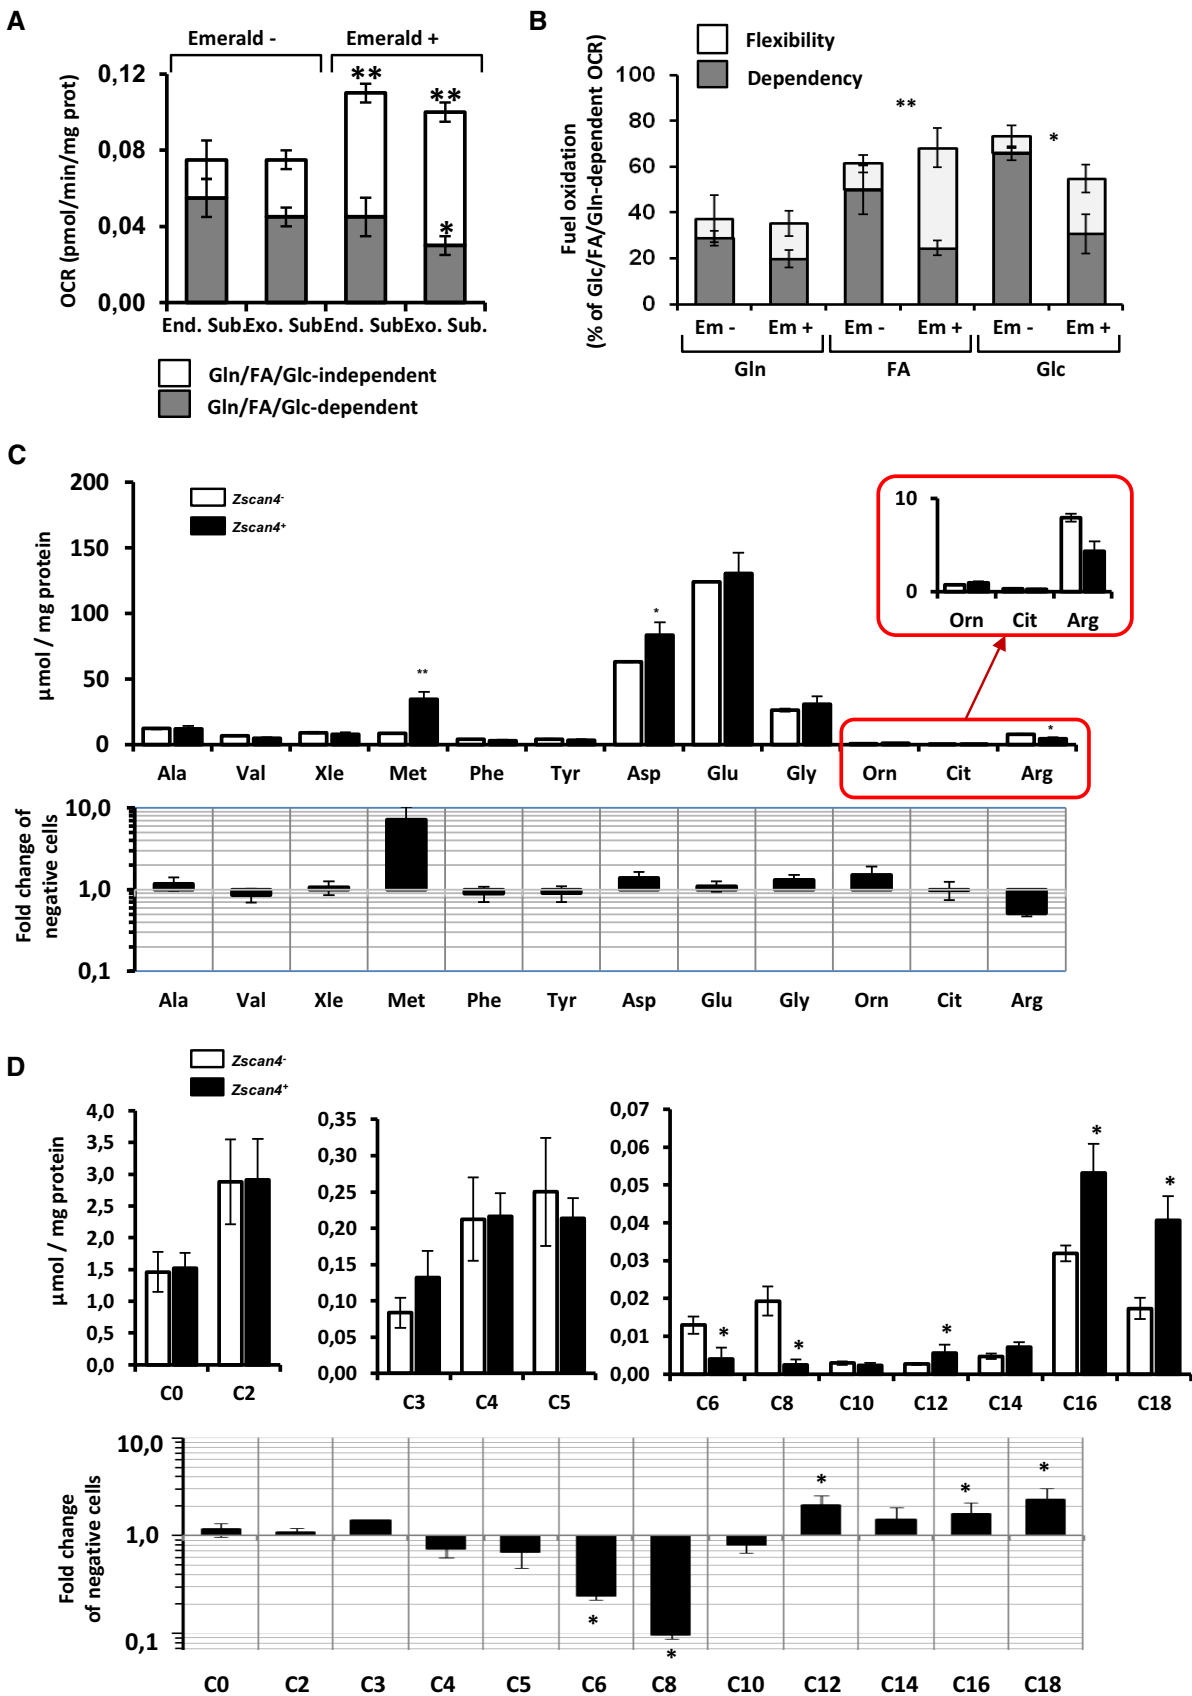 A
Emerald -
Emerald +
OCR (pmol/min/mg prot)
0,12
0,08
0,04
0,00
** ** *
End. Sub. Exo. Sub. End. Sub. Exo. Sub.
Gln/FA/Glc-independent
Gln/FA/Glc-dependent
B
Flexibility
Dependency
Fuel oxidation
(% of Glc/FA/Gln-dependent OCR)
100
80
60
40
20
0
** *
Em - Em + Em - Em + Em - Em +
Gln FA Glc
C
Zscan4-
Zscan4+
µmol / mg protein
200
150
100
50
0
** * *
Ala Val Xle Met Phe Tyr Asp Glu Gly Orn Cit Arg
10
0
Orn Cit Arg
Fold change of
negative cells
10,0
1,0
0,1
Ala Val Xle Met Phe Tyr Asp Glu Gly Orn Cit Arg
D
Zscan4-
Zscan4+
µmol / mg protein
4,0
3,5
3,0
2,5
2,0
1,5
1,0
0,5
0,0
C0 C2
0,35
0,30
0,25
0,20
0,15
0,10
0,05
0,00
C3 C4 C5
0,07
0,06
0,05
0,04
0,03
0,02
0,01
0,00
* * * * *
C6 C8 C10 C12 C14 C16 C18
Fold change
of negative cells
10,0
1,0
0,1
* * * * *
C0 C2 C3 C4 C5 C6 C8 C10 C12 C14 C16 C18